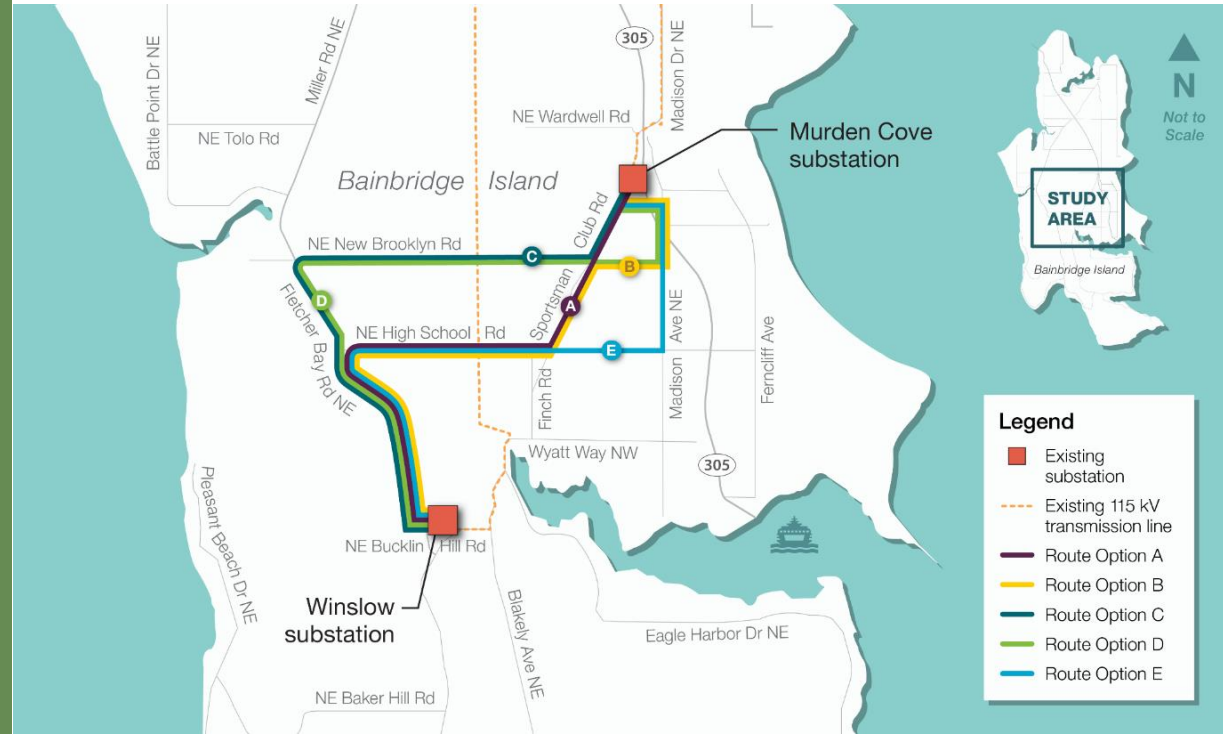 Battle Point Dr NE
Miller Rd NE
NE Tolo Rd
305
Madison Dr NE
NE Wardwell Rd
Murden Cove
substation
Bainbridge Island
N
Not to
Scale
STUDY
AREA
Bainbridge Island
NE New Brooklyn Rd
C
Club Rd
B
D
Fletcher Bay Rd NE
A
Sportsman
NE High School Rd
E
Madison Ave NE
Finch Rd
Ferncliff Ave
Wyatt Way NW
305
Pleasant Beach Dr NE
NE Bucklin Hill Rd
Winslow
substation
Blakely Ave NE
Eagle Harbor Dr NE
NE Baker Hill Rd
Legend
Existing
substation
Existing 115 kV
transmission line
Route Option A
Route Option B
Route Option C
Route Option D
Route Option E